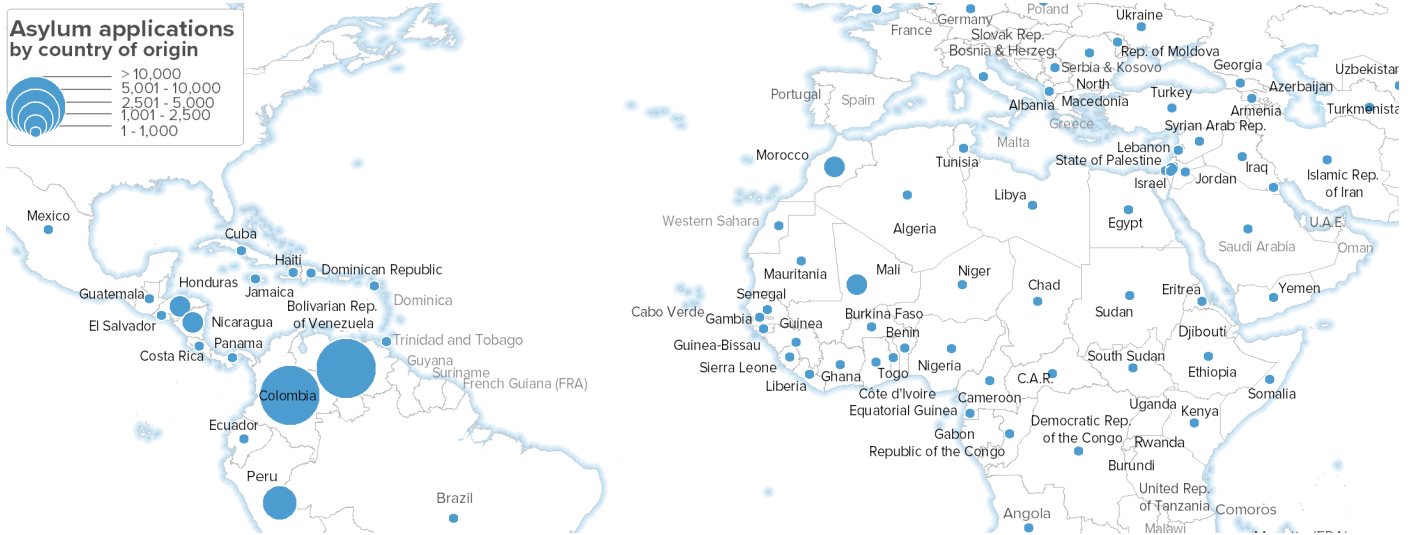 Asylum applications
by country of origin
> 10,000
5,001 - 10,000
2,501 - 5,000
1,001 - 2,500
1 - 1,000
Mexico
Cuba
Haiti
Dominican Republic
Honduras
Jamaica
Guatemala
Dominica
El Salvador
Nicaragua
Bolivarian Rep.
of Venezuela
Costa Rica
Panama
Trinidad and Tobago
Guyana
Suriname
French Guiana (FRA)
Colombia
Ecuador
Peru
Brazil
Germany
Poland
Ukraine
France
Slovak Rep.
Bosnia & Herzeg.
Rep. of Moldova
Serbia & Kosovo
Georgia
Uzbekistan
North
Macedonia
Portugal
Spain
Albania
Turkey
Azerbaijan
Armenia
Turkmenista
Greece
Syrian Arab Rep.
Malta
Morocco
Tunisia
Lebanon
State of Palestine
Israel
Jordan
Iraq
Islamic Rep.
of Iran
Libya
Western Sahara
Algeria
Egypt
U.A.E.
Saudi Arabia
Oman
Mauritania
Mali
Niger
Chad
Eritrea
Yemen
Senegal
Cabo Verde
Gambia
Guinea
Burkina Faso
Sudan
Benin
Djibouti
Guinea-Bissau
Sierra Leone
Liberia
Ghana
Togo
Nigeria
South Sudan
Ethiopia
C.A.R.
Côte d'Ivoire
Cameroon
Somalia
Equatorial Guinea
Uganda
Kenya
Democratic Rep.
of the Congo
Gabon
Republic of the Congo
Rwanda
Burundi
United Rep.
of Tanzania
Angola
Comoros
Malawi